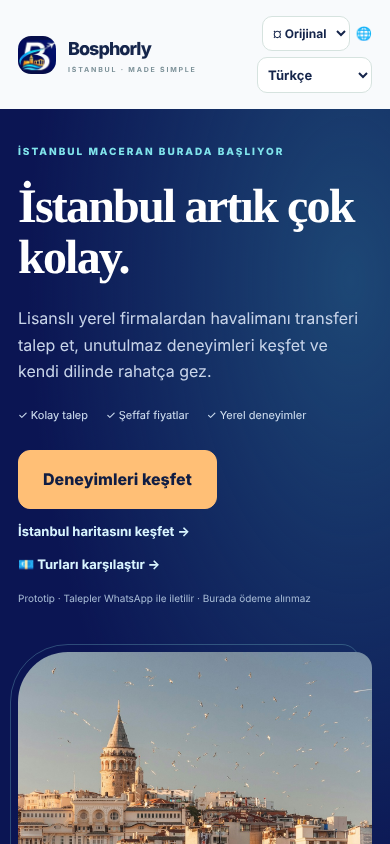 Bosphorly
ISTANBUL · MADE SIMPLE
¤ Orijinal
Türkçe
İSTANBUL MACERAN BURADA BAŞLIYOR
İstanbul artık çok
kolay.
Lisanslı yerel firmalardan havalimanı transferi
talep et, unutulmaz deneyimleri keşfet ve
kendi dilinde rahatça gez.
✓ Kolay talep ✓ Şeffaf fiyatlar ✓ Yerel deneyimler
Deneyimleri keşfet
İstanbul haritasını keşfet →
💶 Turları karşılaştır →
Prototip · Talepler WhatsApp ile iletilir · Burada ödeme alınmaz